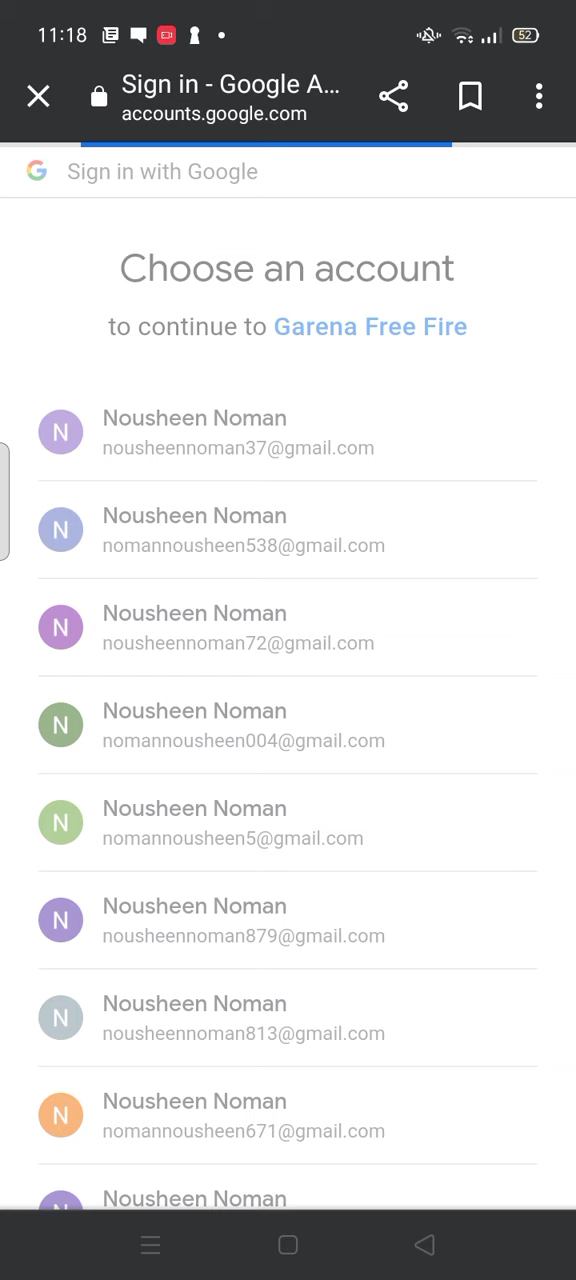 11:18
52
Sign in - Google A...
accounts.google.com
G Sign in with Google
Choose an account
to continue to Garena Free Fire
N Nousheen Noman
nousheennoman37@gmail.com
N Nousheen Noman
nomannousheen538@gmail.com
N Nousheen Noman
nousheennoman72@gmail.com
N Nousheen Noman
nomannousheen004@gmail.com
N Nousheen Noman
nomannousheen5@gmail.com
N Nousheen Noman
nousheennoman879@gmail.com
N Nousheen Noman
nousheennoman813@gmail.com
N Nousheen Noman
nomannousheen671@gmail.com
N Nousheen Noman